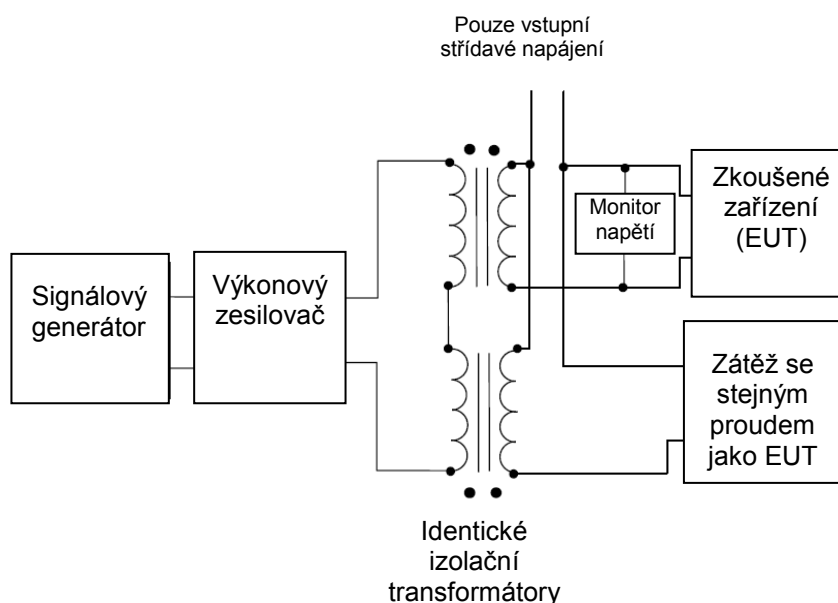 Pouze vstupní
střídavé napájení
Zkoušené
zařízení
(EUT)
Monitor
napětí
Signálový
generátor
Výkonový
zesilovač
Zátěž se
stejným
proudem
jako EUT
Identické
izolační
transformátory